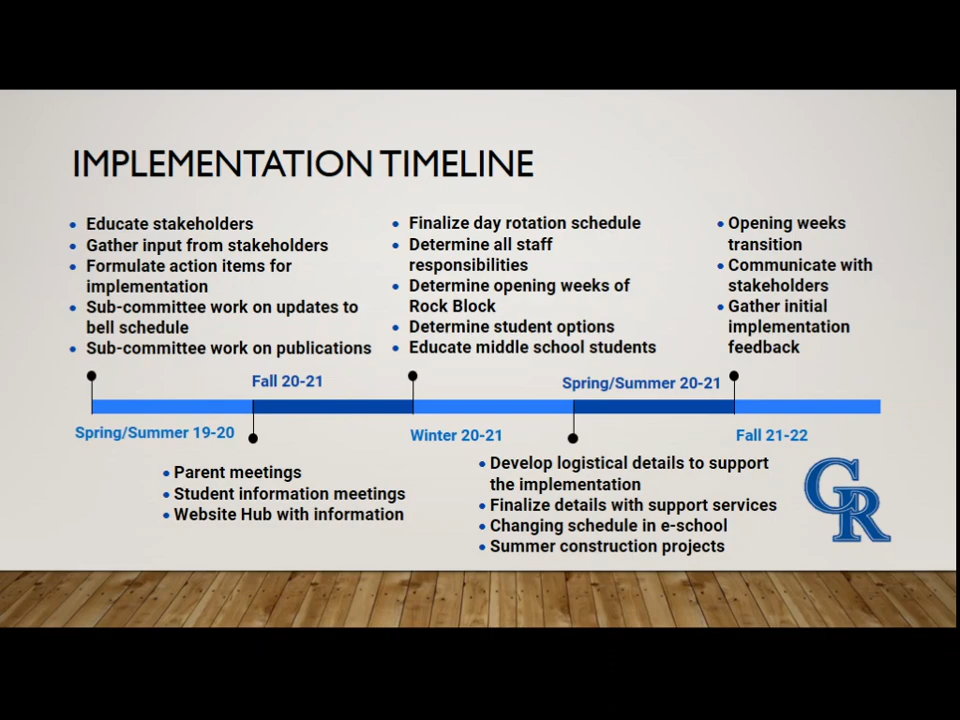 IMPLEMENTATION TIMELINE
• Educate stakeholders
• Gather input from stakeholders
• Formulate action items for
implementation
• Sub-committee work on updates to
bell schedule
• Sub-committee work on publications
• Finalize day rotation schedule
• Determine all staff
responsibilities
• Determine opening weeks of
Rock Block
• Determine student options
• Educate middle school students
• Opening weeks
transition
• Communicate with
stakeholders
• Gather initial
implementation
feedback
Fall 20-21
Spring/Summer 20-21
Spring/Summer 19-20
Winter 20-21
Fall 21-22
• Parent meetings
• Student information meetings
• Website Hub with information
• Develop logistical details to support
the implementation
• Finalize details with support services
• Changing schedule in e-school
• Summer construction projects
GR